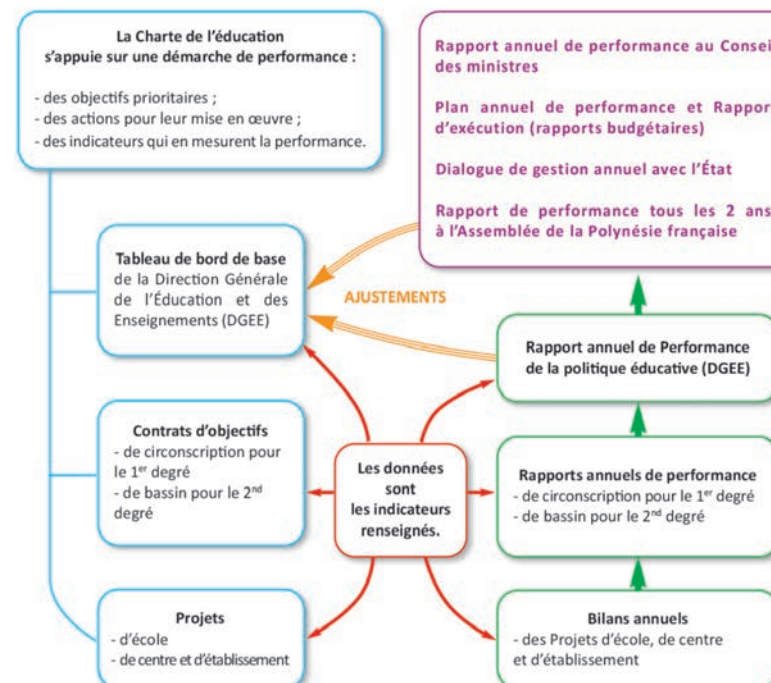 La Charte de l’éducation
s’appuie sur une démarche de performance :
- des objectifs prioritaires ;
- des actions pour leur mise en œuvre ;
- des indicateurs qui en mesurent la performance.
Rapport annuel de performance au Consei
des ministres
Plan annuel de performance et Rappor
d’exécution (rapports budgétaires)
Dialogue de gestion annuel avec l’État
Rapport de performance tous les 2 ans
à l’Assemblée de la Polynésie française
Tableau de bord de base
de la Direction Générale
de l’Éducation et des
Enseignements (DGEE)
AJUSTEMENTS
Rapport annuel de Performance
de la politique éducative (DGEE)
Contrats d’objectifs
- de circonscription pour
le 1er degré
- de bassin pour le 2nd
degré
Les données
sont
les indicateurs
renseignés.
Rapports annuels de performance
- de circonscription pour le 1er degré
- de bassin pour le 2nd degré
Projets
- d’école
- de centre et d’établissement
Bilans annuels
- des Projets d’école, de centre
et d’établissement